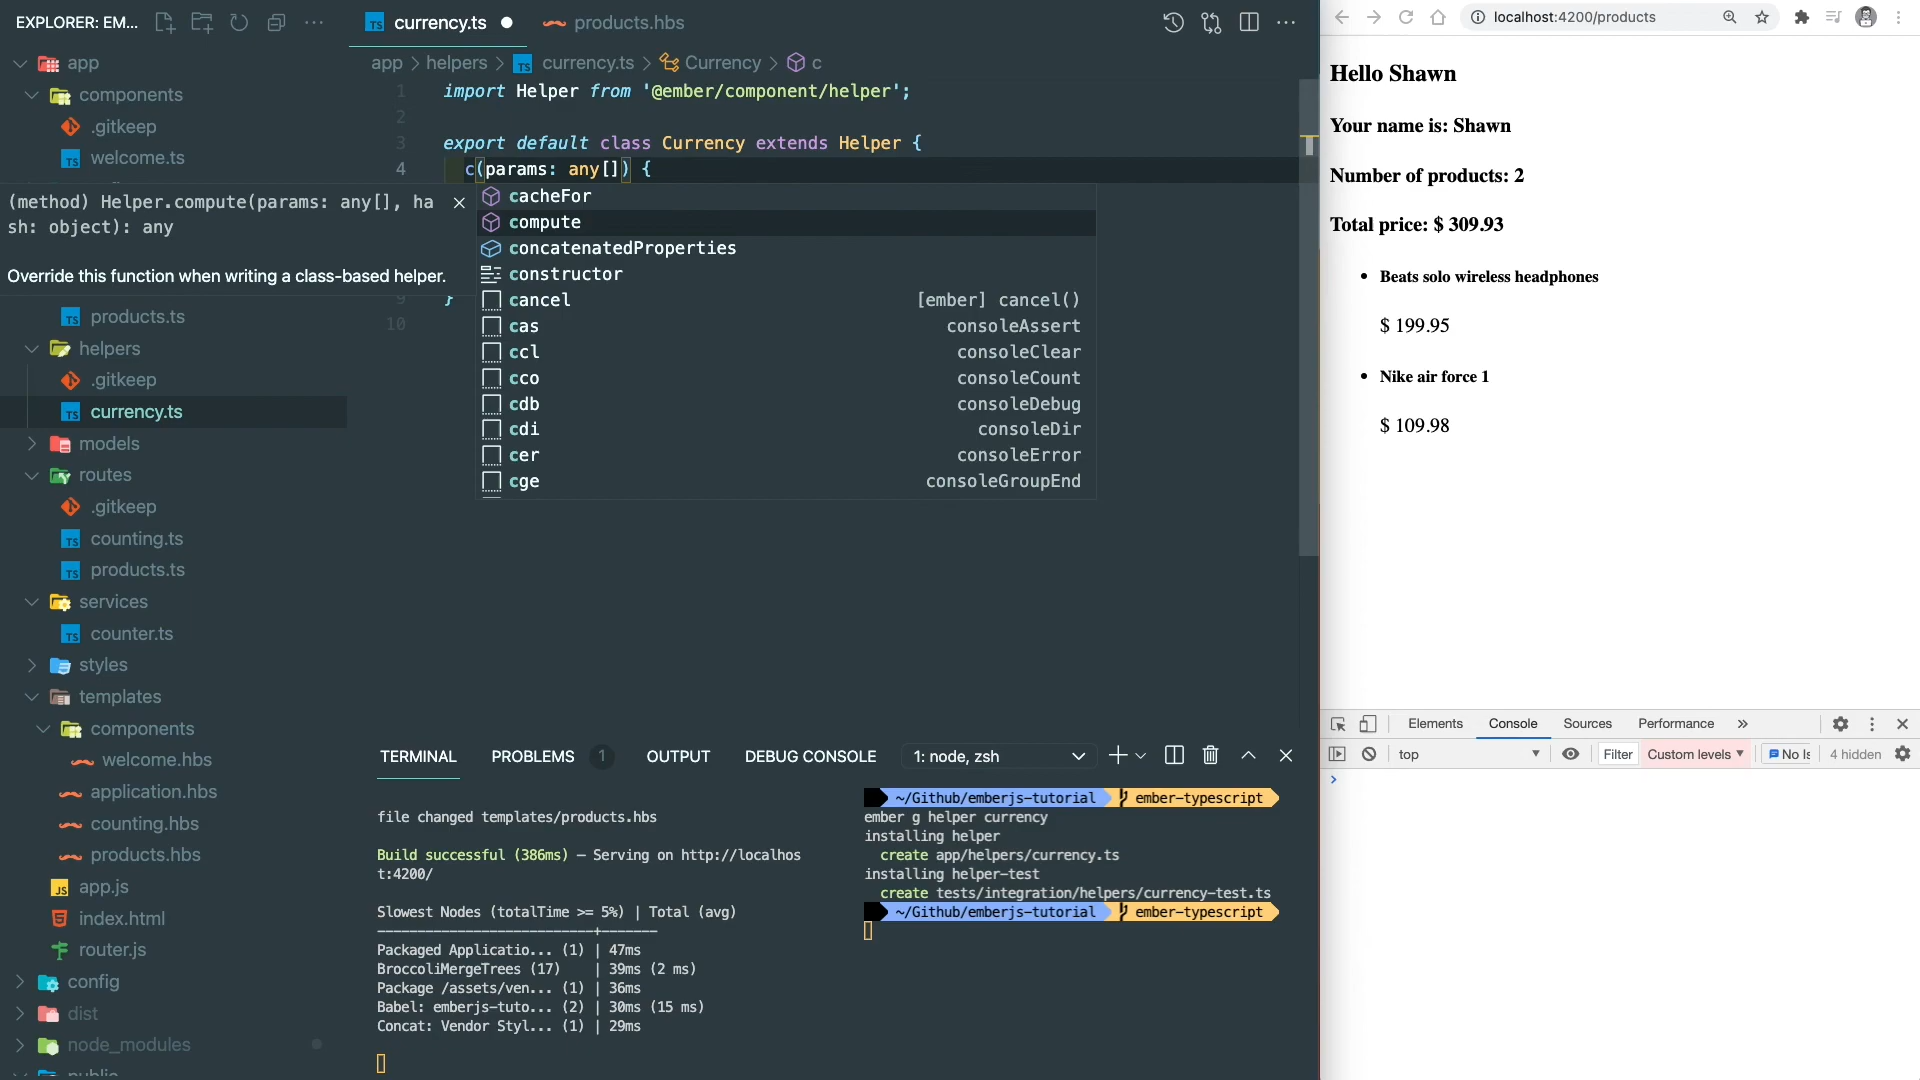 EXPLORER: EM...
app
components
.gitkeep
welcome.ts
(method) Helper.compute(params: any[], ha
sh: object): any
Override this function when writing a class-based helper.
products.ts
helpers
.gitkeep
currency.ts
models
routes
.gitkeep
counting.ts
products.ts
services
counter.ts
styles
templates
components
welcome.hbs
application.hbs
counting.hbs
products.hbs
app.js
index.html
router.js
config
dist
node_modules
public
currency.ts
products.hbs
app > helpers > currency.ts > Currency > c
1 import Helper from '@ember/component/helper';
2
3 export default class Currency extends Helper {
4 c(params: any[]) {
cacheFor
compute
concatenatedProperties
constructor
cancel [ember] cancel()
cas consoleAssert
ccl consoleClear
cco consoleCount
cdb consoleDebug
cdi consoleDir
cer consoleError
cge consoleGroupEnd
9 }
10
TERMINAL PROBLEMS 1 OUTPUT DEBUG CONSOLE 1: node, zsh
file changed templates/products.hbs
Build successful (386ms) – Serving on http://localhos
t:4200/
Slowest Nodes (totalTime >= 5%) | Total (avg)
Packaged Applicatio... (1) | 47ms
BroccoliMergeTrees (17) | 39ms (2 ms)
Package /assets/ven... (1) | 36ms
Babel: emberjs-tuto... (2) | 30ms (15 ms)
Concat: Vendor Styl... (1) | 29ms
~/Github/emberjs-tutorial ember-typescript
ember g helper currency
installing helper
create app/helpers/currency.ts
installing helper-test
create tests/integration/helpers/currency-test.ts
~/Github/emberjs-tutorial ember-typescript
localhost:4200/products
Hello Shawn
Your name is: Shawn
Number of products: 2
Total price: $ 309.93
• Beats solo wireless headphones
$ 199.95
• Nike air force 1
$ 109.98
Elements Console Sources Performance »
top Filter Custom levels No Is 4 hidden